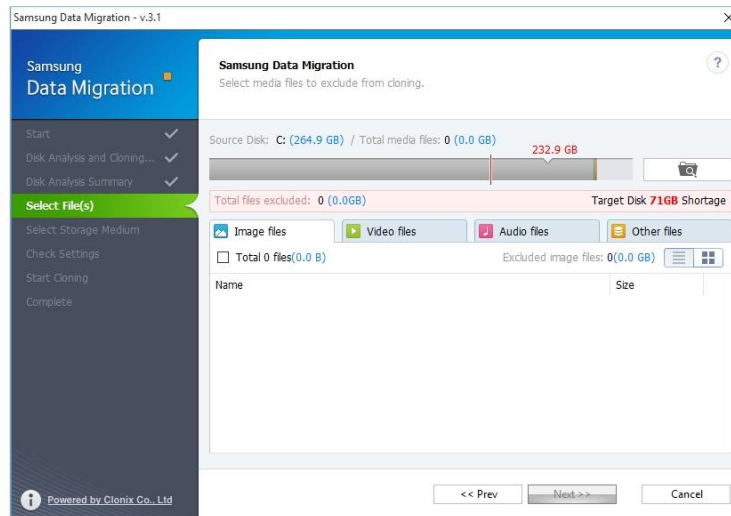 Samsung Data Migration - v.3.1
Samsung
Data Migration
Start
Disk Analysis and Cloning...
Disk Analysis Summary
Select File(s)
Select Storage Medium
Check Settings
Start Cloning
Complete
Powered by Clonix Co., Ltd
Samsung Data Migration
Select media files to exclude from cloning.
?
Source Disk: C: (264.9 GB) / Total media files: 0 (0.0 GB)
232.9 GB
Total files excluded: 0 (0.0GB) Target Disk 71GB Shortage
Image files Video files Audio files Other files
Total 0 files(0.0 B) Excluded image files: 0(0.0 GB)
Name Size
<< Prev Next >> Cancel